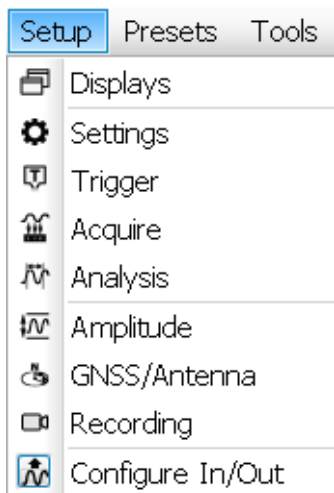 Setup Presets Tools
Displays
Settings
Trigger
Acquire
Analysis
Amplitude
GNSS/Antenna
Recording
Configure In/Out